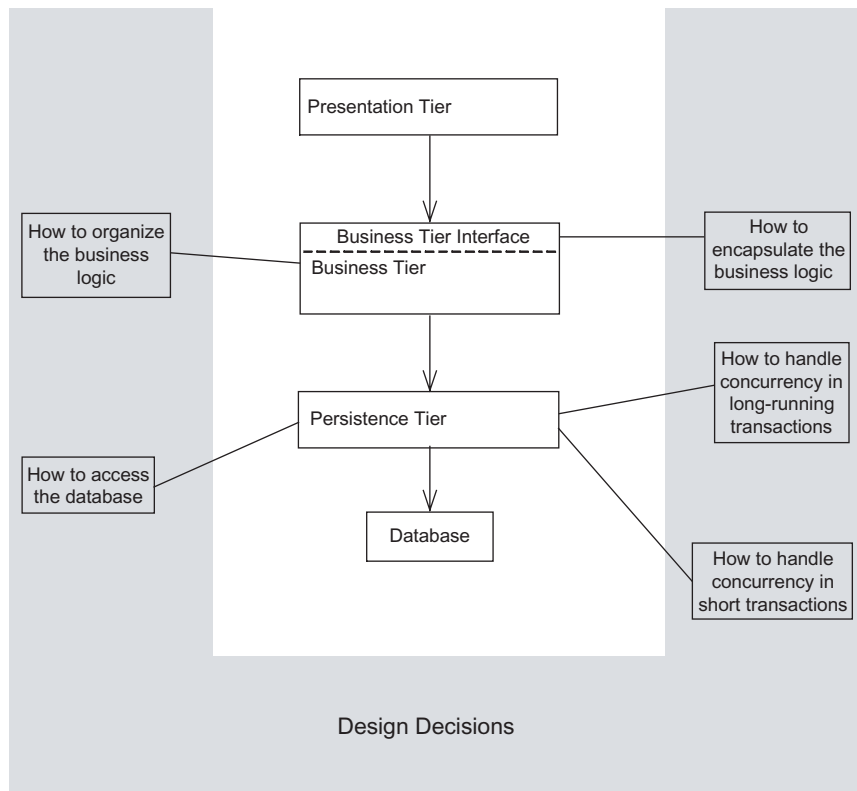 Presentation Tier
How to organize
the business
logic
Business Tier Interface
Business Tier
How to
encapsulate the
business logic
How to handle
concurrency in
long-running
transactions
Persistence Tier
How to access
the database
Database
How to handle
concurrency in
short transactions
Design Decisions